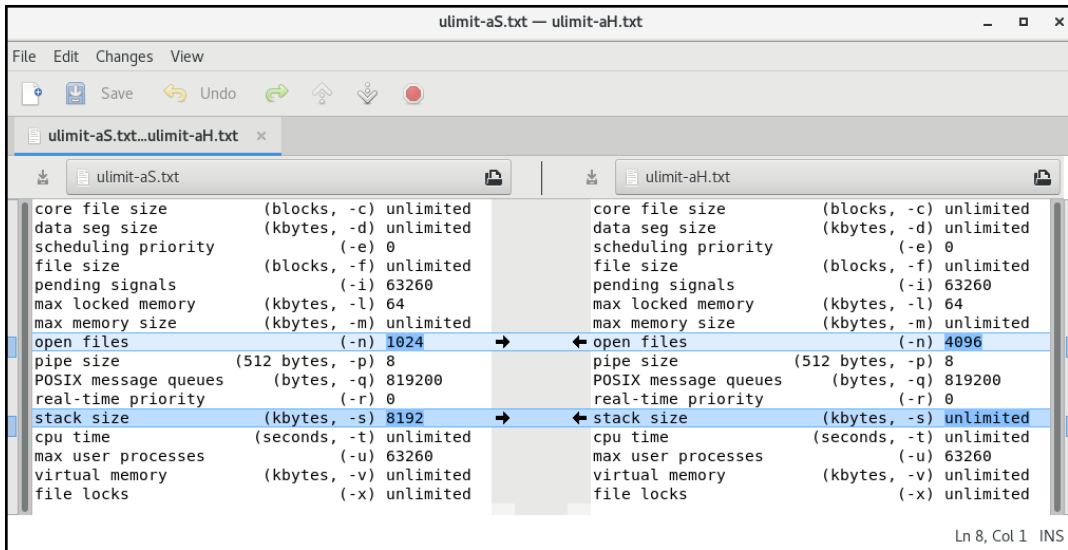 ulimit-aS.txt — ulimit-aH.txt
File Edit Changes View
Save Undo
ulimit-aS.txt...ulimit-aH.txt
ulimit-aS.txt
core file size (blocks, -c) unlimited
data seg size (kbytes, -d) unlimited
scheduling priority (-e) 0
file size (blocks, -f) unlimited
pending signals (-i) 63260
max locked memory (kbytes, -l) 64
max memory size (kbytes, -m) unlimited
open files (-n) 1024
pipe size (512 bytes, -p) 8
POSIX message queues (bytes, -q) 819200
real-time priority (-r) 0
stack size (kbytes, -s) 8192
cpu time (seconds, -t) unlimited
max user processes (-u) 63260
virtual memory (kbytes, -v) unlimited
file locks (-x) unlimited
ulimit-aH.txt
core file size (blocks, -c) unlimited
data seg size (kbytes, -d) unlimited
scheduling priority (-e) 0
file size (blocks, -f) unlimited
pending signals (-i) 63260
max locked memory (kbytes, -l) 64
max memory size (kbytes, -m) unlimited
open files (-n) 4096
pipe size (512 bytes, -p) 8
POSIX message queues (bytes, -q) 819200
real-time priority (-r) 0
stack size (kbytes, -s) unlimited
cpu time (seconds, -t) unlimited
max user processes (-u) 63260
virtual memory (kbytes, -v) unlimited
file locks (-x) unlimited
Ln 8, Col 1 INS